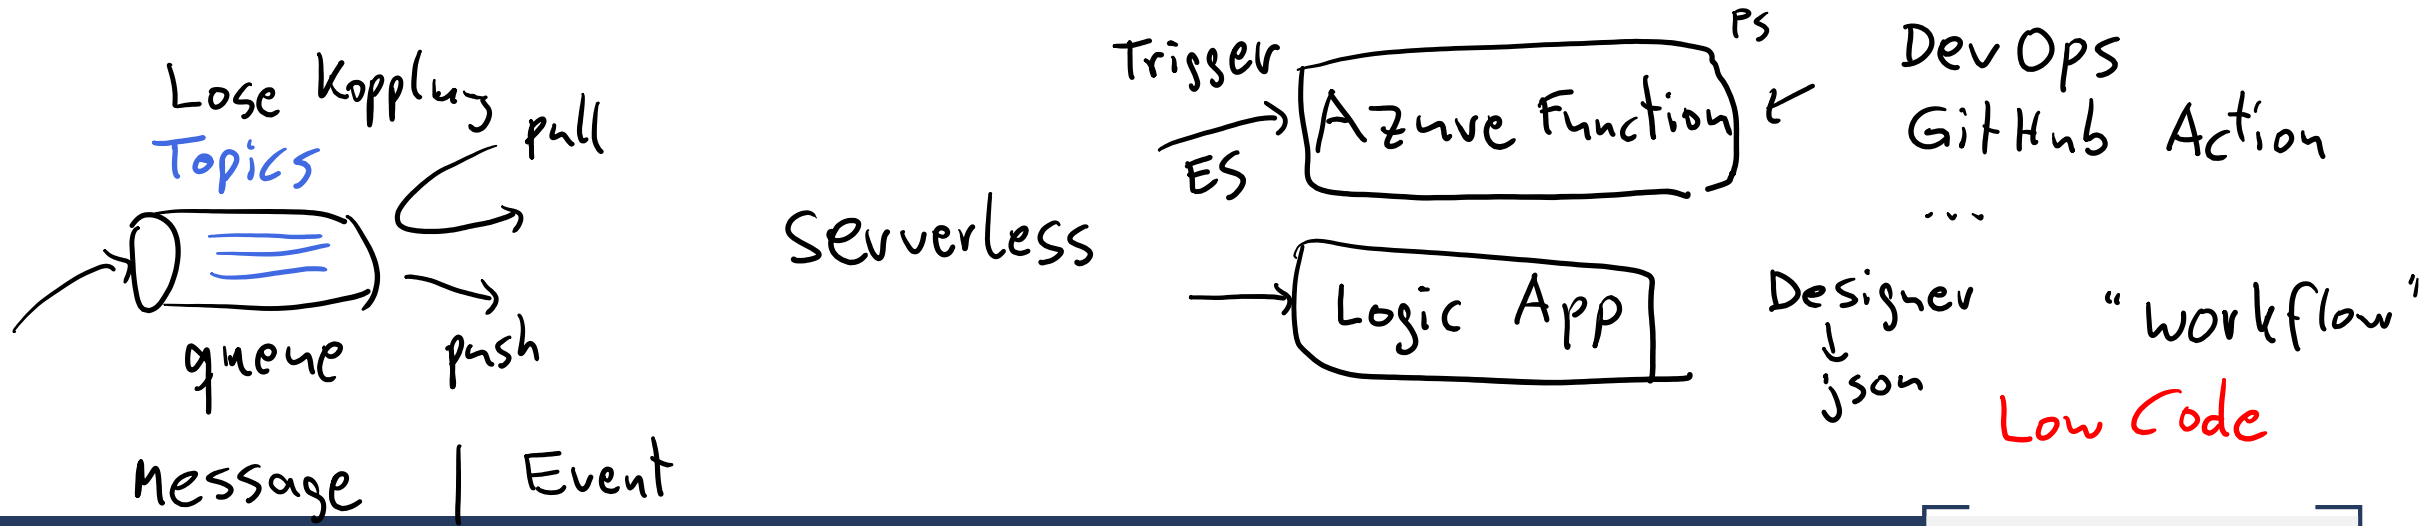 Lose Kopplung
Topics
pull
queue
push
Message | Event
Serverless
Trigger
ES
Azure Function
PS
Logic App
DevOps
GitHub Action
...
Designer
json
"workflow"
Low Code